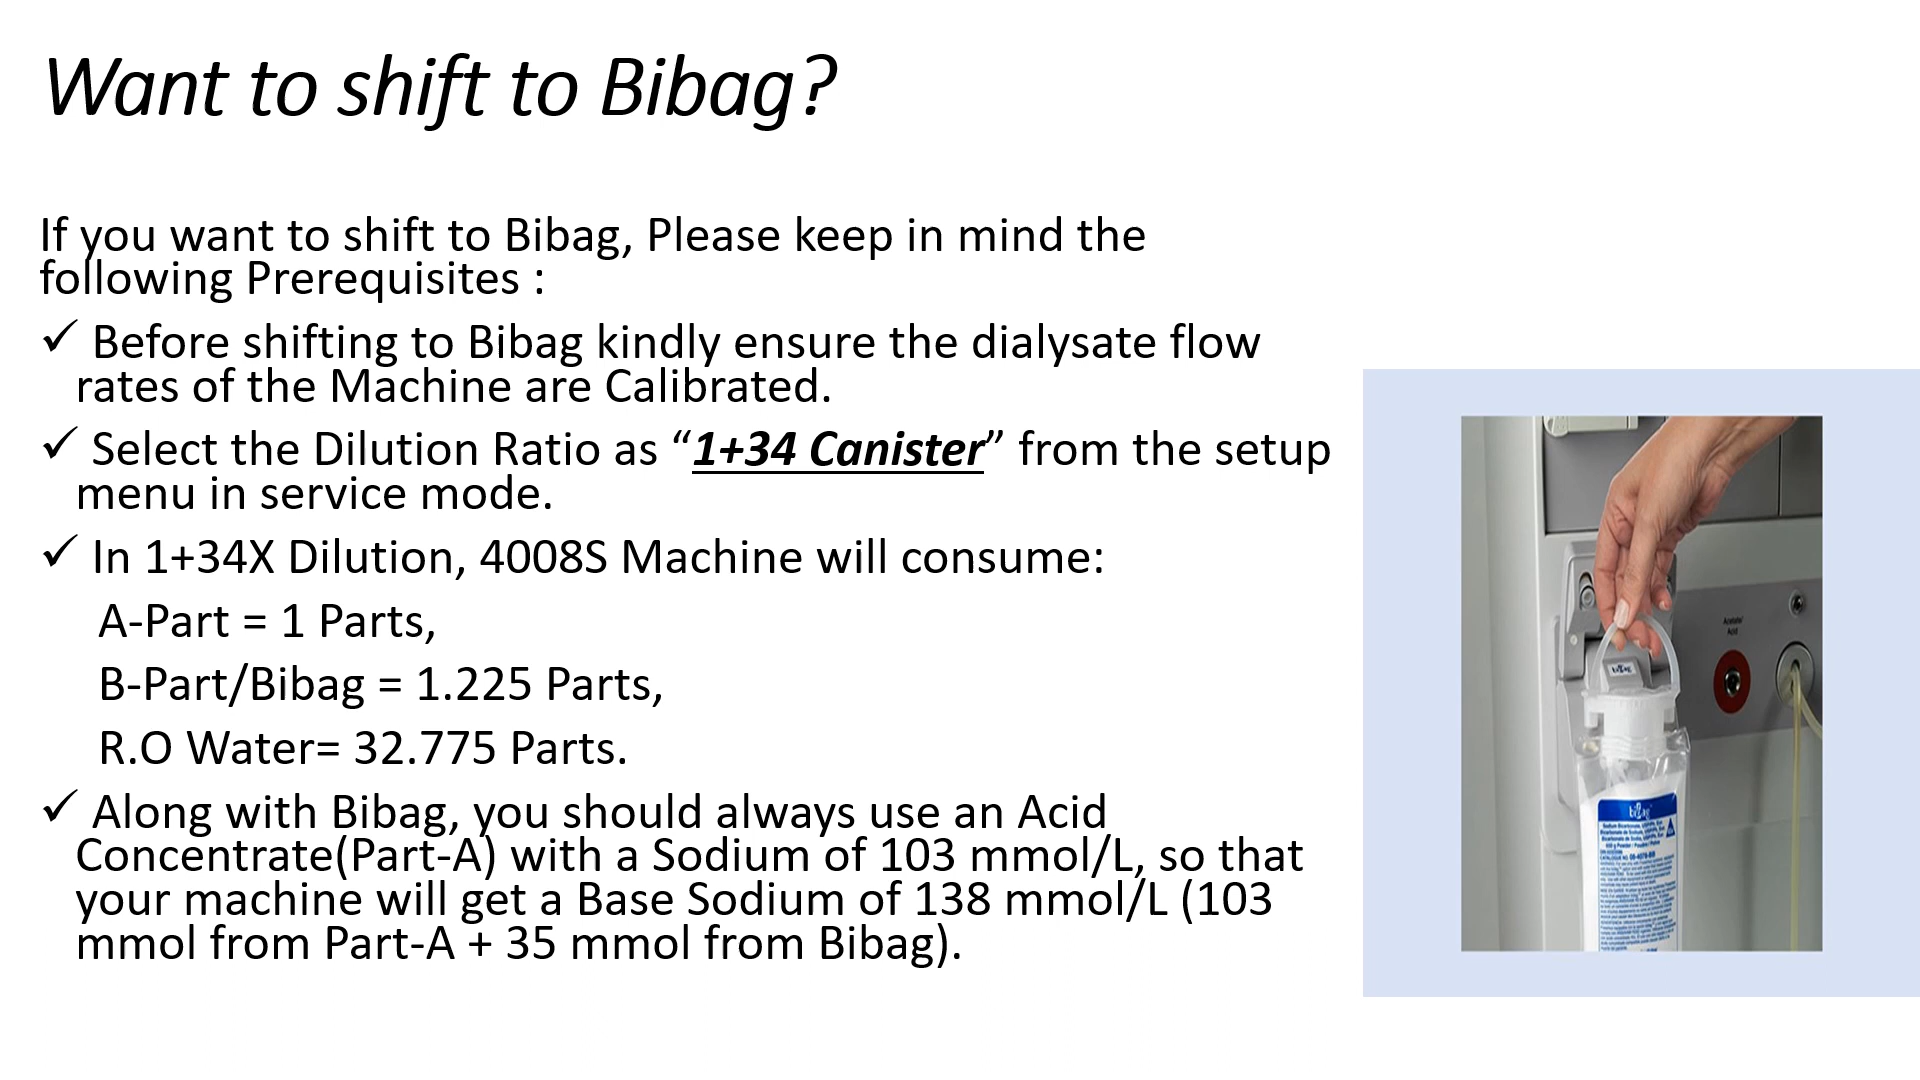 Want to shift to Bibag?
If you want to shift to Bibag, Please keep in mind the
following Prerequisites :
✓ Before shifting to Bibag kindly ensure the dialysate flow
rates of the Machine are Calibrated.
✓ Select the Dilution Ratio as “1+34 Canister” from the setup
menu in service mode.
✓ In 1+34X Dilution, 4008S Machine will consume:
A-Part = 1 Parts,
B-Part/Bibag = 1.225 Parts,
R.O Water= 32.775 Parts.
✓ Along with Bibag, you should always use an Acid
Concentrate(Part-A) with a Sodium of 103 mmol/L, so that
your machine will get a Base Sodium of 138 mmol/L (103
mmol from Part-A + 35 mmol from Bibag).
Acetate/
Acid
bibag
bibag